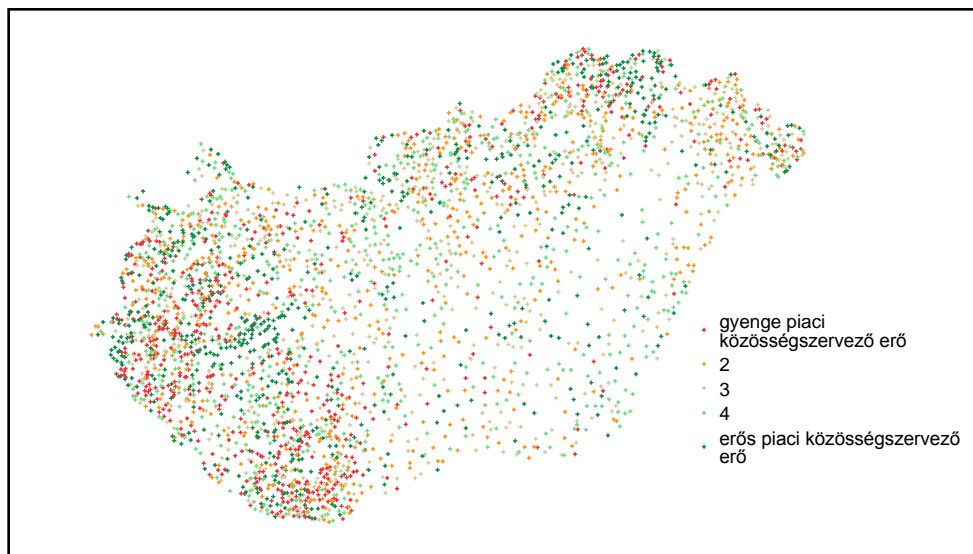 gyenge piaci
közösségszervező erő
2
3
4
erős piaci közösségszervező
erő